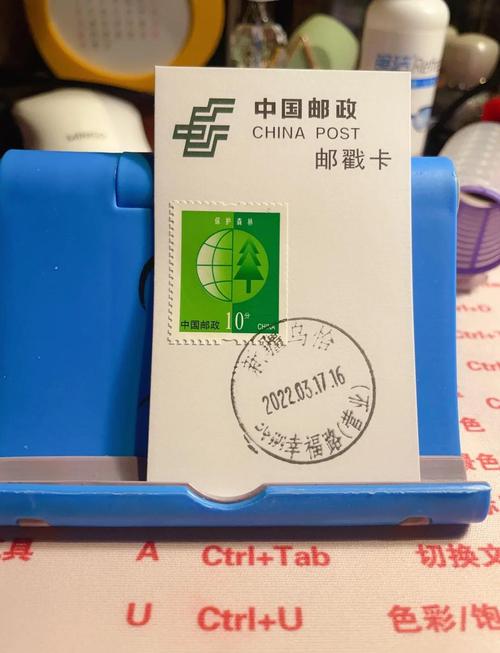 中国邮政
CHINA POST
邮戳卡
保护森林
中国邮政 10分 CHINA
新疆乌恰
2022.03.17.16
幸福路
工具 A Ctrl+Tab 切换文
U Ctrl+U 色彩/饱